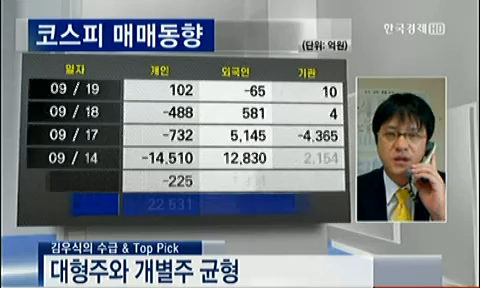 코스피 매매동향
한국경제 HD
(단위: 억원)
일자 개인 외국인 기관
09 / 19 102 -65 10
09 / 18 -488 581 4
09 / 17 -732 5,145 -4,365
09 / 14 -14,510 12,830 2,154
-225
22 531
김우식의 수급 & Top Pick
대형주와 개별주 균형